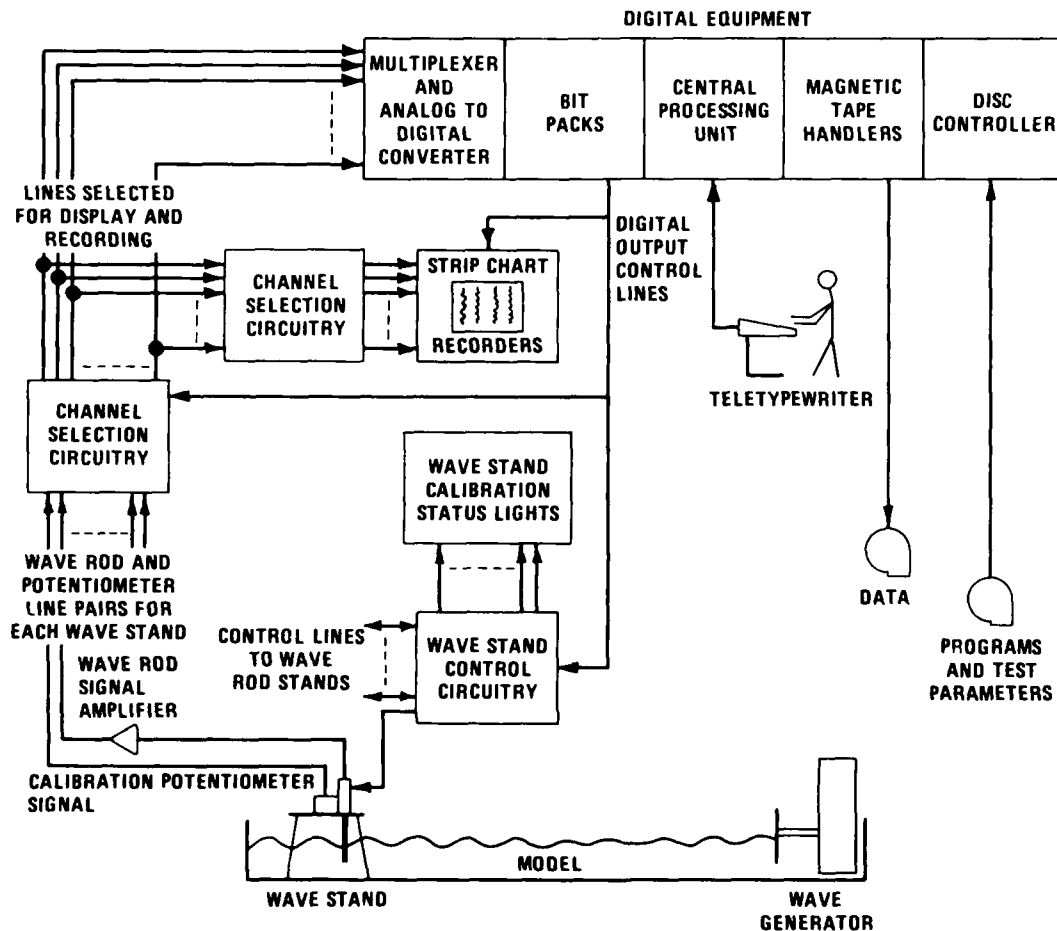 DIGITAL EQUIPMENT
MULTIPLEXER
AND
ANALOG TO
DIGITAL
CONVERTER
BIT
PACKS
CENTRAL
PROCESSING
UNIT
MAGNETIC
TAPE
HANDLERS
DISC
CONTROLLER
LINES SELECTED
FOR DISPLAY AND
RECORDING
CHANNEL
SELECTION
CIRCUITRY
STRIP CHART
RECORDERS
DIGITAL
OUTPUT
CONTROL
LINES
TELETYPEWRITER
CHANNEL
SELECTION
CIRCUITRY
WAVE STAND
CALIBRATION
STATUS LIGHTS
WAVE ROD AND
POTENTIOMETER
LINE PAIRS FOR
EACH WAVE STAND
CONTROL LINES
TO WAVE
ROD STANDS
WAVE STAND
CONTROL
CIRCUITRY
DATA
PROGRAMS
AND TEST
PARAMETERS
WAVE ROD
SIGNAL
AMPLIFIER
CALIBRATION POTENTIOMETER
SIGNAL
MODEL
WAVE STAND
WAVE
GENERATOR